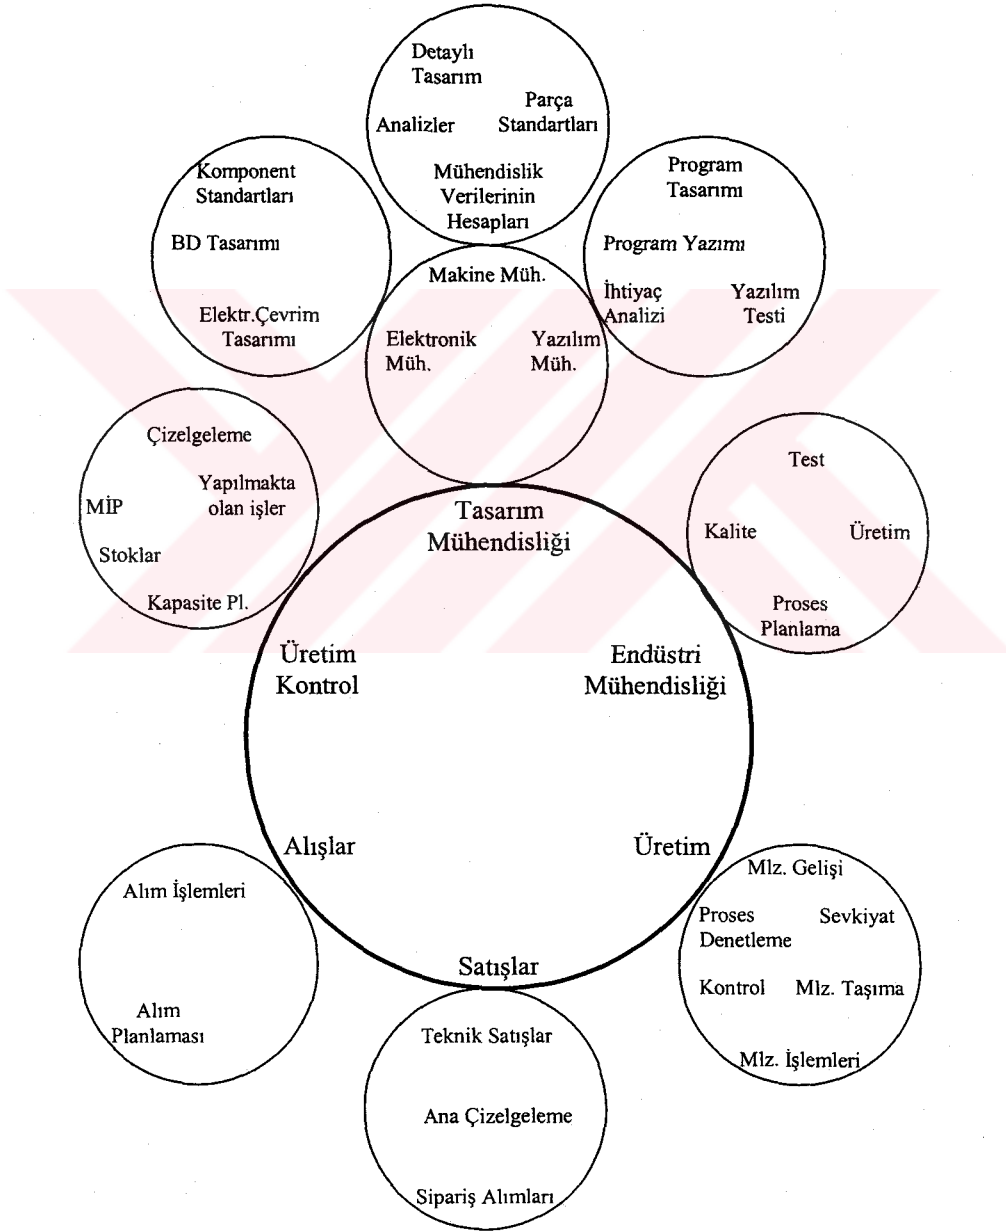 Detaylı
Tasarım
Parça
Standartları
Analizler
Mühendislik
Verilerinin
Hesapları
Komponent
Standartları
BD Tasarımı
Elektr.Çevrim
Tasarımı
Program
Tasarımı
Program Yazımı
İhtiyaç
Analizi
Yazılım
Testi
Makine Müh.
Elektronik
Müh.
Yazılım
Müh.
Çizelgeleme
Yapılmakta
olan işler
MİP
Stoklar
Kapasite Pl.
Test
Kalite
Üretim
Proses
Planlama
Tasarım
Mühendisliği
Üretim
Kontrol
Endüstri
Mühendisliği
Alışlar
Üretim
Satışlar
Alım İşlemleri
Alım
Planlaması
Mlz. Gelişi
Proses
Denetleme
Sevkiyat
Kontrol
Mlz. Taşıma
Mlz. İşlemleri
Teknik Satışlar
Ana Çizelgeleme
Sipariş Alımları